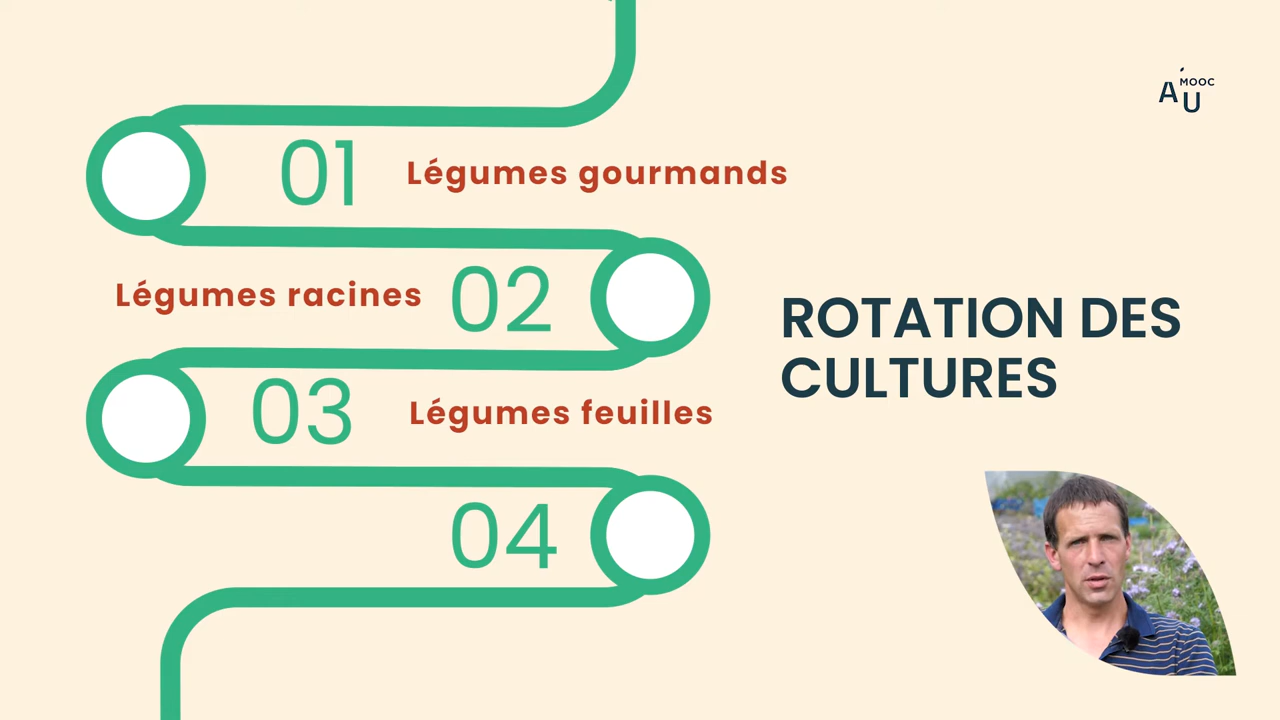 MOOC
AU
01
Légumes gourmands
Légumes racines
02
03
Légumes feuilles
04
ROTATION DES
CULTURES